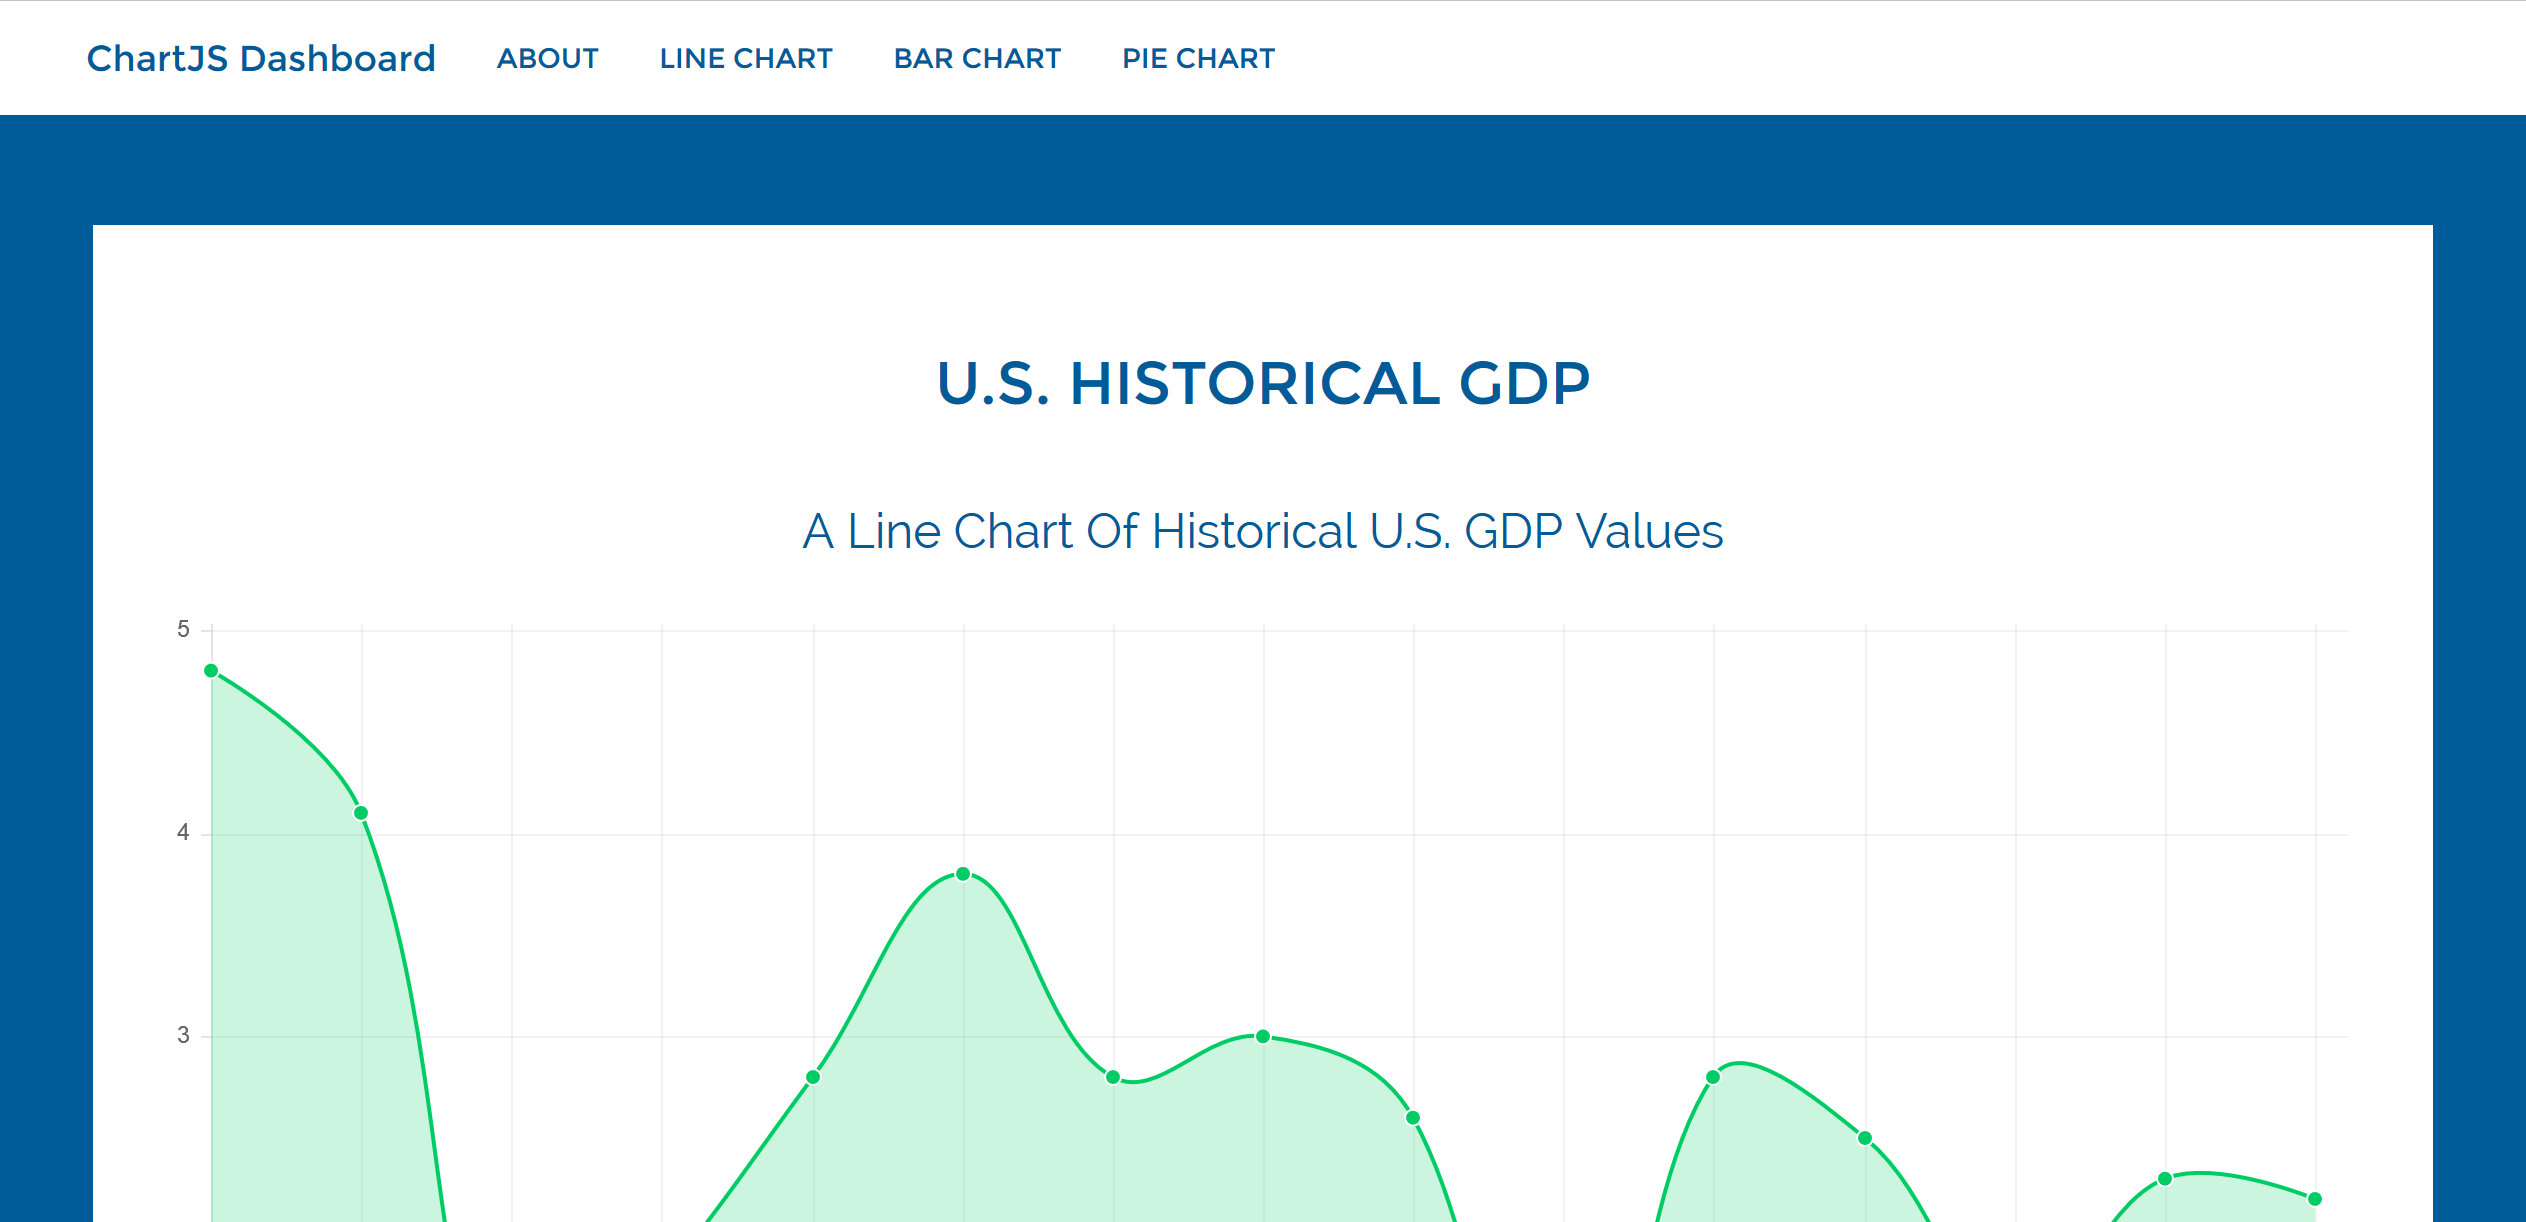 ChartJS Dashboard ABOUT LINE CHART BAR CHART PIE CHART
U.S. HISTORICAL GDP
A Line Chart Of Historical U.S. GDP Values
5
4
3